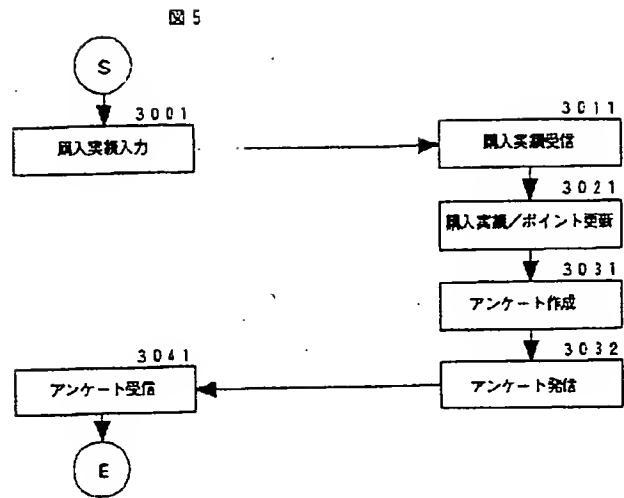 図5
S
3001
購入実績入力
3011
購入実績受信
3021
購入実績/ポイント更新
3031
アンケート作成
3032
アンケート発信
3041
アンケート受信
E